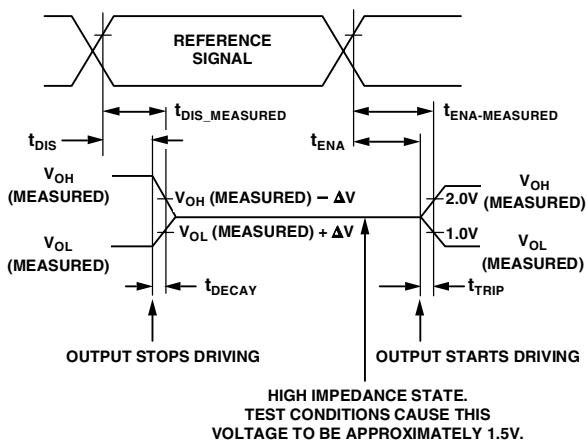 REFERENCE
SIGNAL
tDIS_MEASURED
tENA-MEASURED
tDIS
tENA
VOH
(MEASURED)
VOH (MEASURED) – ΔV
2.0V
VOH
(MEASURED)
VOL
(MEASURED)
VOL (MEASURED) + ΔV
1.0V
VOL
(MEASURED)
tDECAY
tTRIP
OUTPUT STOPS DRIVING
OUTPUT STARTS DRIVING
HIGH IMPEDANCE STATE.
TEST CONDITIONS CAUSE THIS
VOLTAGE TO BE APPROXIMATELY 1.5V.